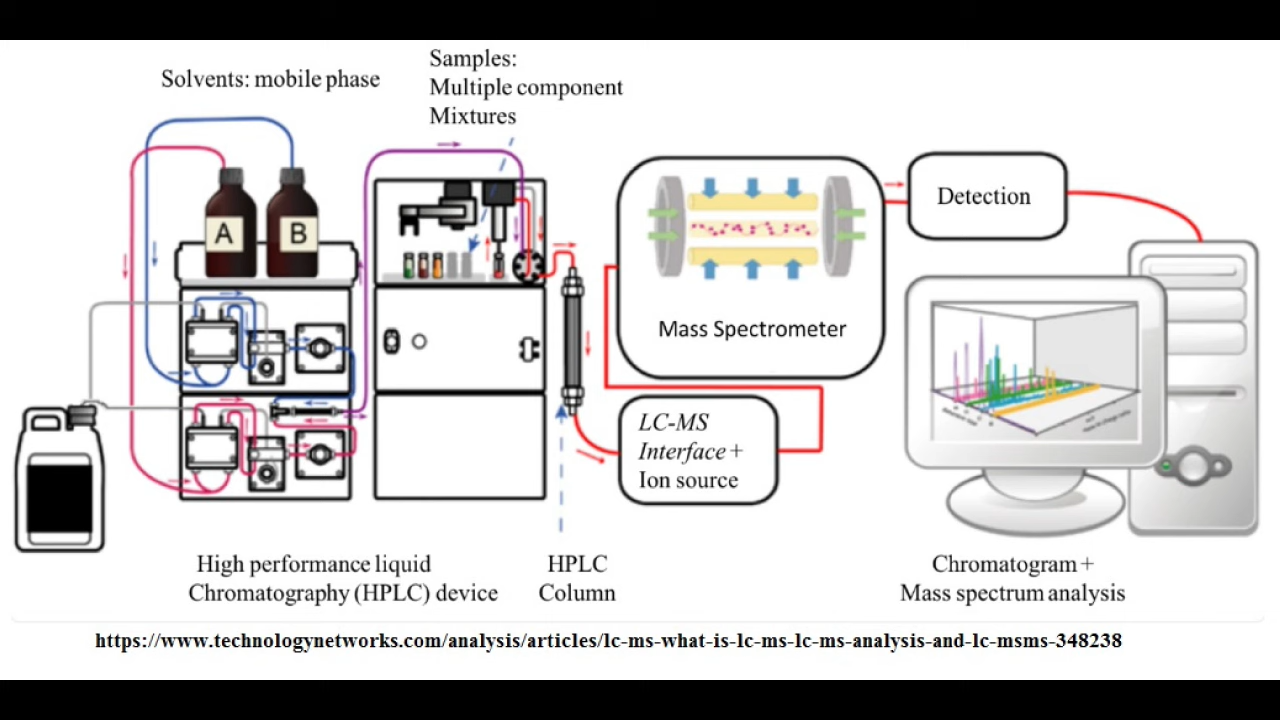 Solvents: mobile phase
Samples:
Multiple component
Mixtures
A
B
Mass Spectrometer
Detection
LC-MS
Interface +
Ion source
High performance liquid
Chromatography (HPLC) device
HPLC
Column
Chromatogram +
Mass spectrum analysis
https://www.technologynetworks.com/analysis/articles/lc-ms-what-is-lc-ms-lc-ms-analysis-and-lc-msms-348238